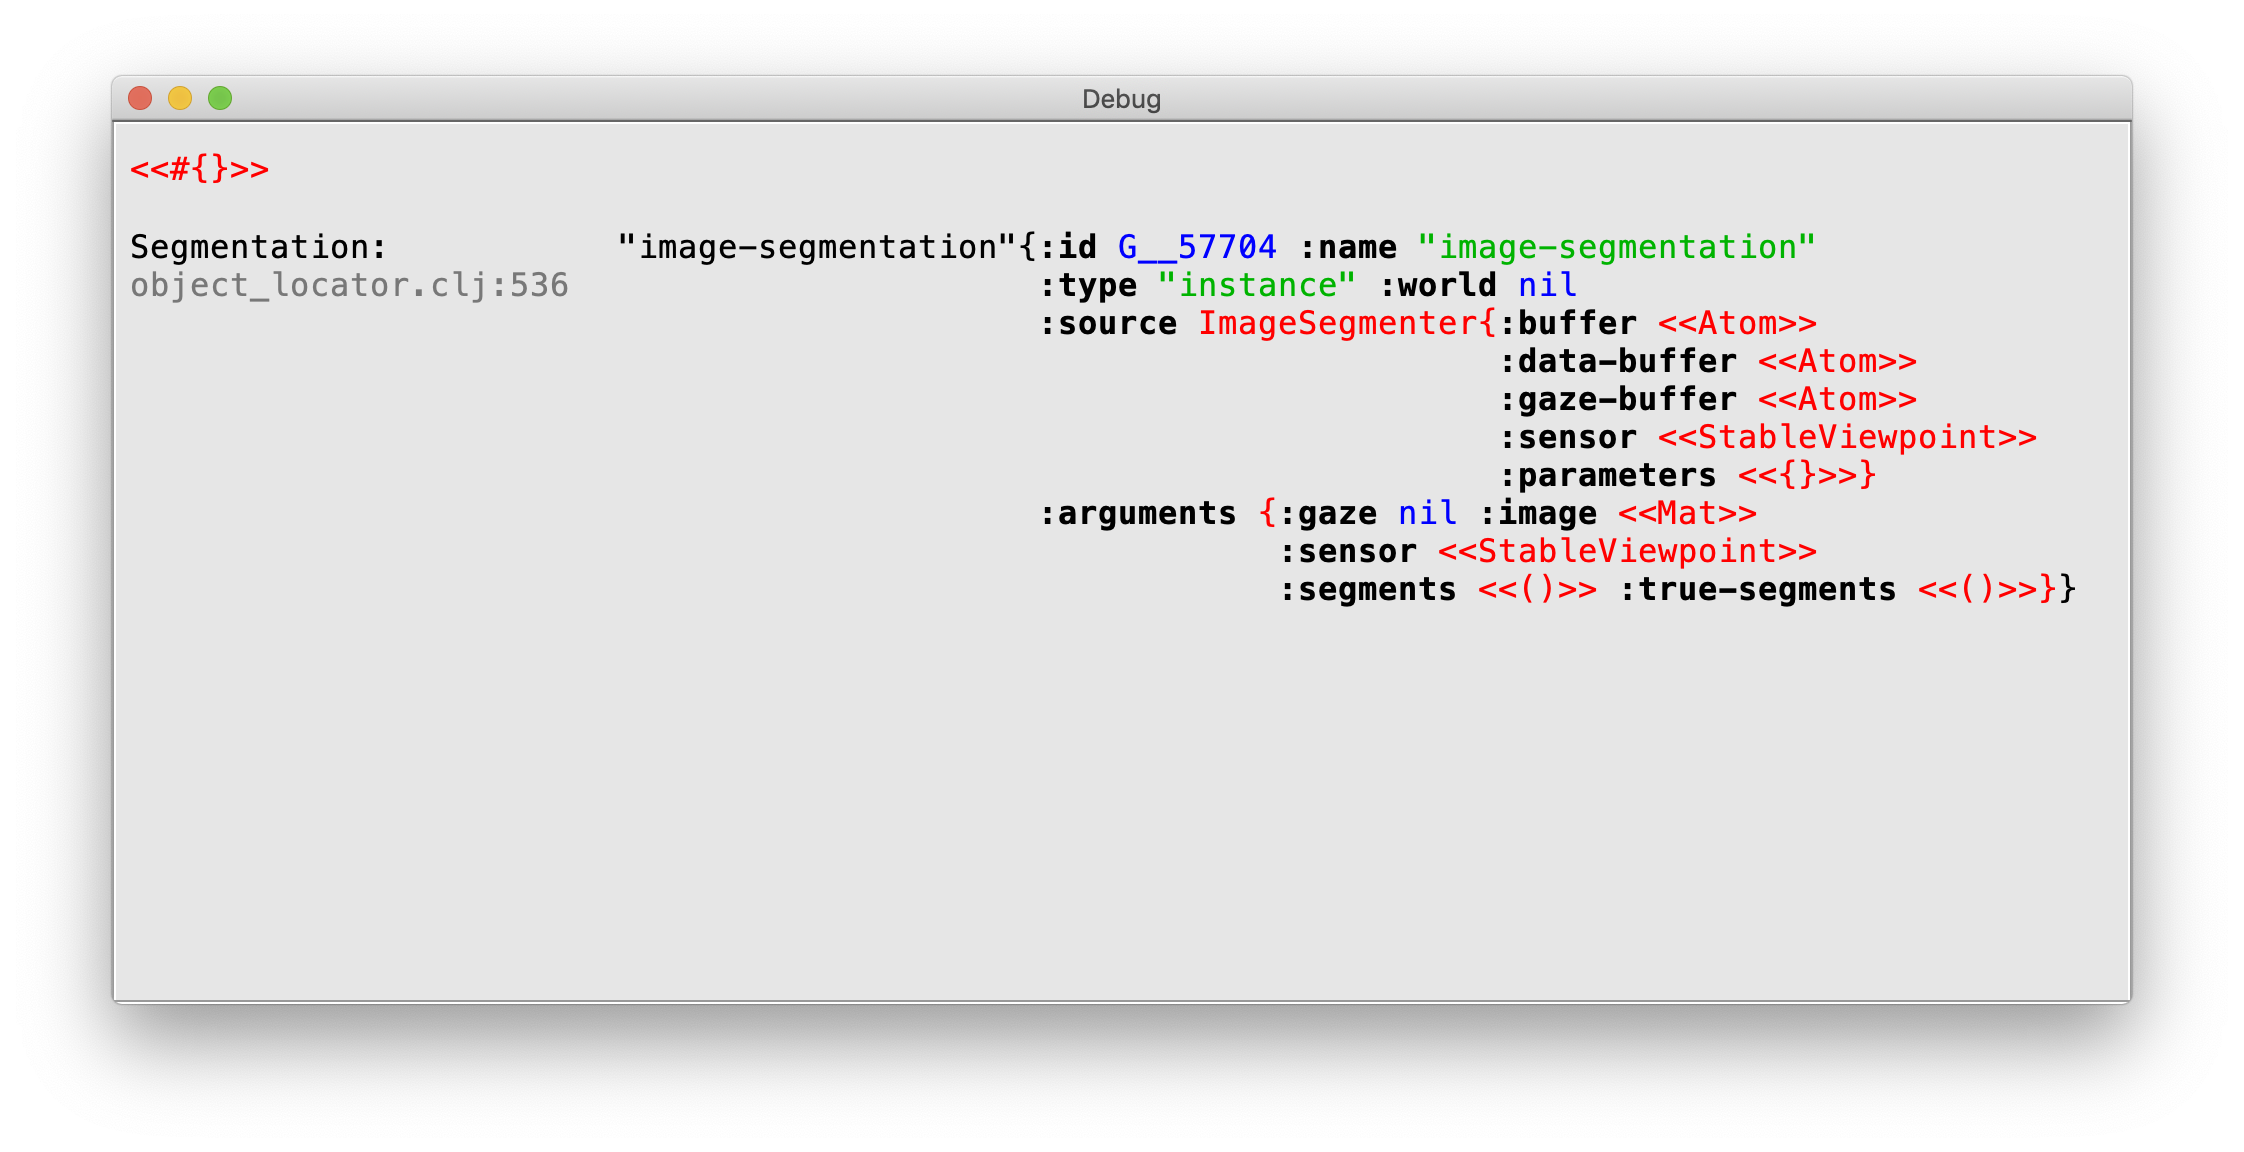 Debug
<<#{}>>
Segmentation: "image-segmentation"{:id G__57704 :name "image-segmentation"
object_locator.clj:536 :type "instance" :world nil
:source ImageSegmenter{:buffer <<Atom>>
:data-buffer <<Atom>>
:gaze-buffer <<Atom>>
:sensor <<StableViewpoint>>
:parameters <<{}>>}
:arguments {:gaze nil :image <<Mat>>
:sensor <<StableViewpoint>>
:segments <<()>> :true-segments <<()>>}}